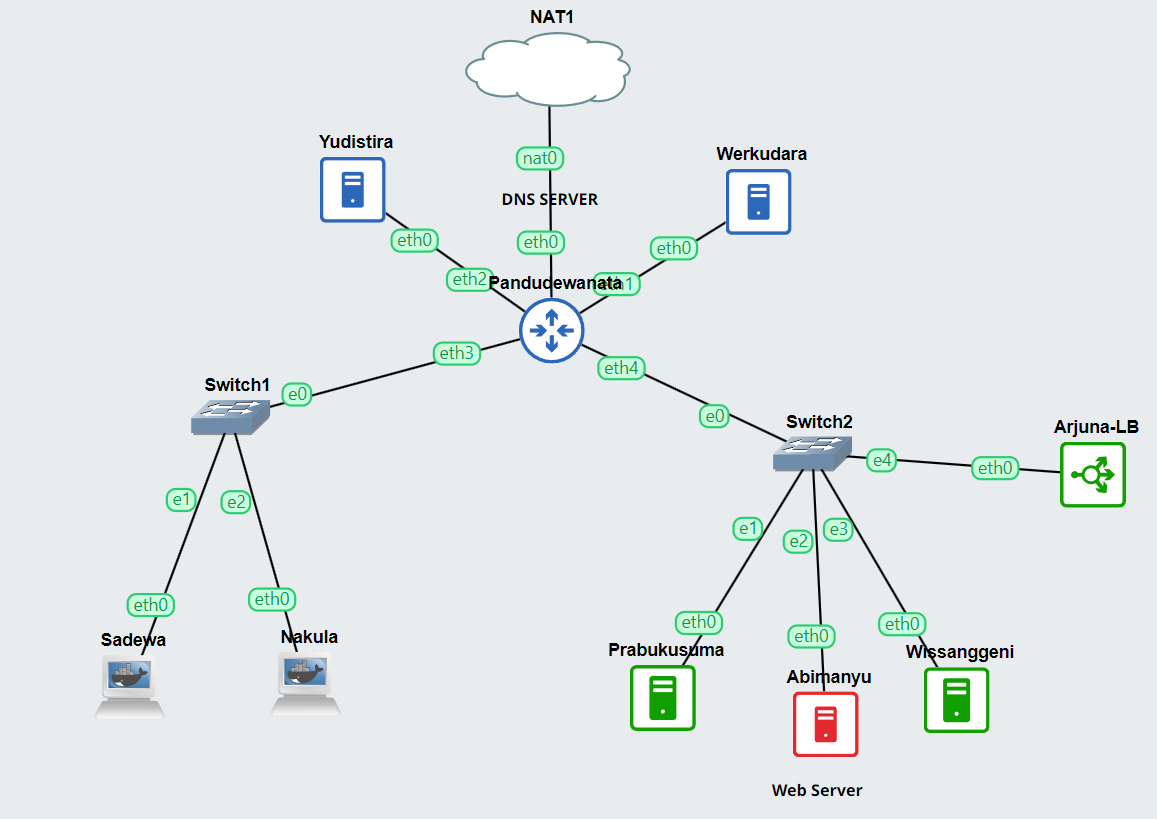 NAT1
Yudistira
Werkudara
nat0
DNS SERVER
eth0
eth0
eth0
eth2
Pandudewanata
eth1
eth3
eth4
Switch1
e0
e0
Switch2
Arjuna-LB
e4
eth0
e1
e2
e1
e2
e3
eth0
eth0
eth0
eth0
eth0
Sadewa
Nakula
Prabukusuma
Wissanggeni
Abimanyu
Web Server